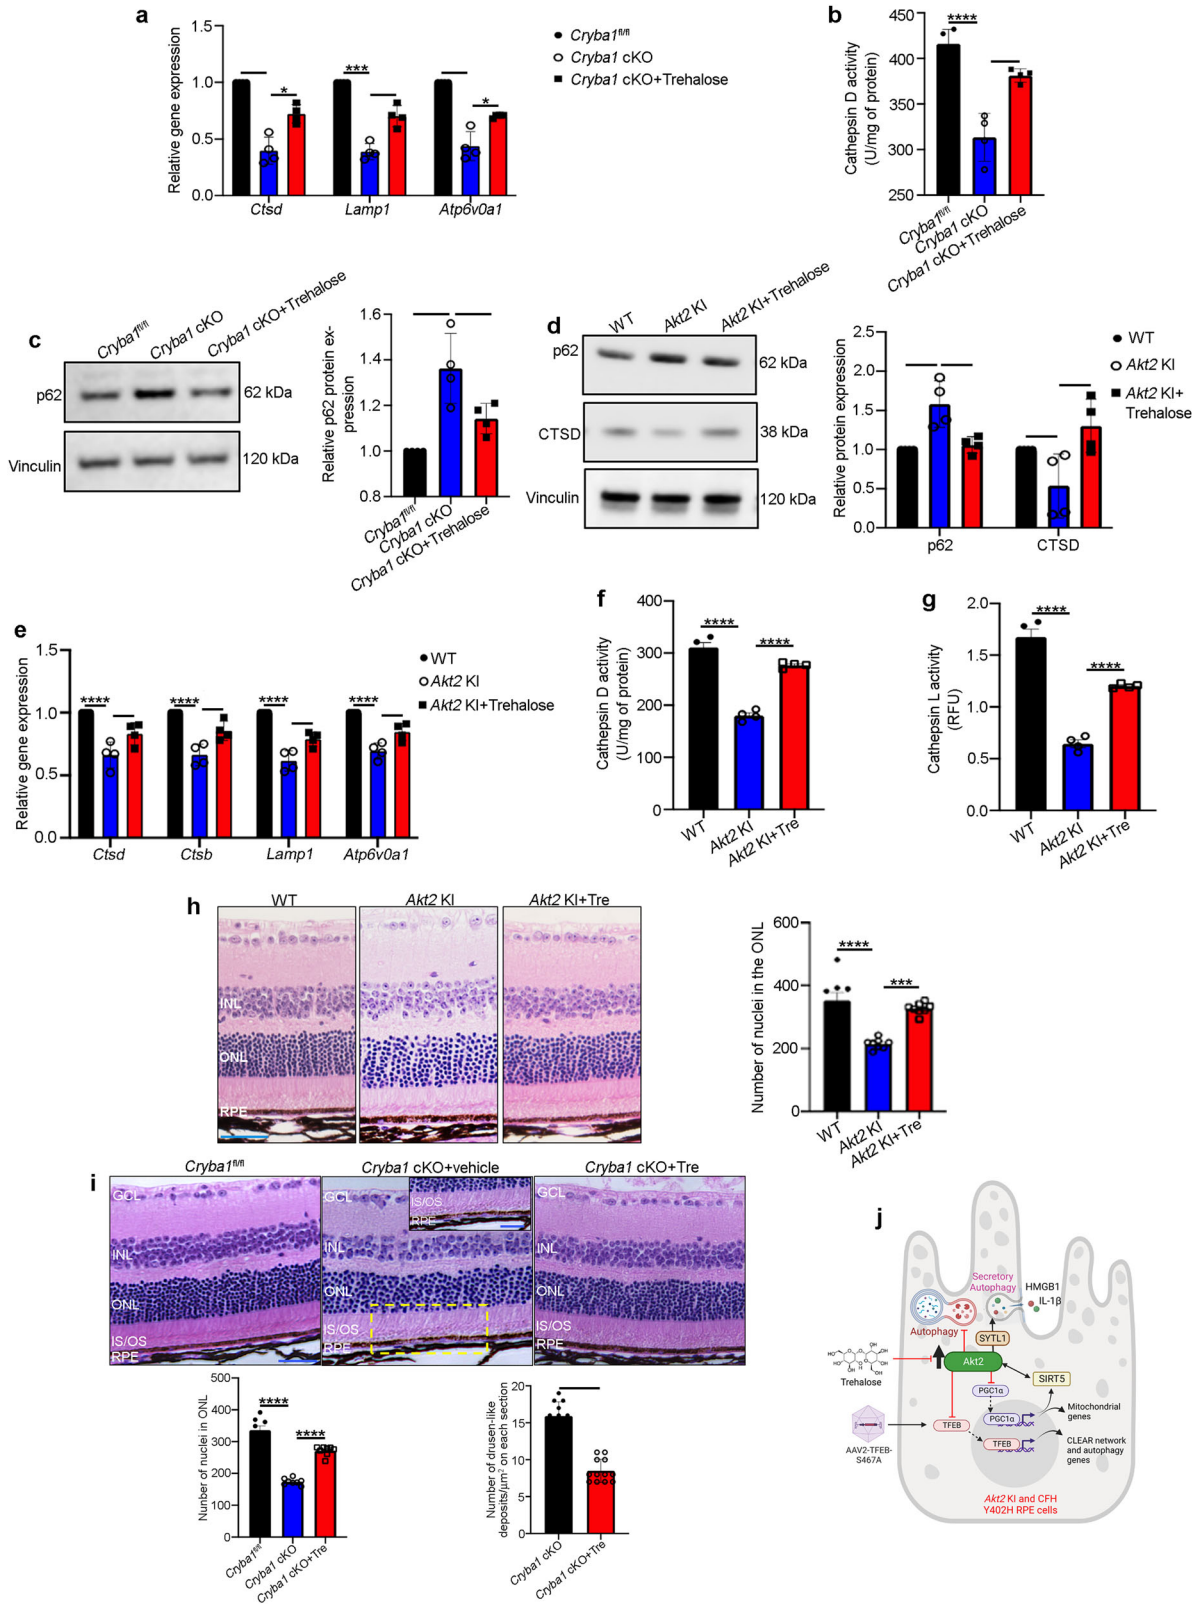 a
1.5
1.0
0.5
0.0
Relative gene expression
***
*
*
Ctsd
Lamp1
Atp6v0a1
Cryba1fl/fl
Cryba1 cKO
Cryba1 cKO+Trehalose
b
450
400
350
300
250
Cathepsin D activity
(U/mg of protein)
****
Cryba1fl/fl
Cryba1 cKO
Cryba1 cKO+Trehalose
c
Cryba1fl/fl
Cryba1 cKO
Cryba1 cKO+Trehalose
p62
62 kDa
Vinculin
120 kDa
1.6
1.4
1.2
1.0
0.8
Relative p62 protein ex-
pression
Cryba1fl/fl
Cryba1 cKO
Cryba1 cKO+Trehalose
d
WT
Akt2 KI
Akt2 KI+Trehalose
p62
62 kDa
CTSD
38 kDa
Vinculin
120 kDa
2.5
2.0
1.5
1.0
0.5
0.0
Relative protein expression
p62
CTSD
WT
Akt2 KI
Akt2 KI+
Trehalose
e
1.5
1.0
0.5
0.0
Relative gene expression
****
****
****
****
Ctsd
Ctsb
Lamp1
Atp6v0a1
WT
Akt2 KI
Akt2 KI+Trehalose
f
400
300
200
100
0
Cathepsin D activity
(U/mg of protein)
****
****
WT
Akt2 KI
Akt2 KI+Tre
g
2.0
1.5
1.0
0.5
0.0
Cathepsin L activity
(RFU)
****
****
WT
Akt2 KI
Akt2 KI+Tre
h
WT
Akt2 KI
Akt2 KI+Tre
INL
ONL
RPE
600
400
200
0
Number of nuclei in the ONL
****
***
WT
Akt2 KI
Akt2 KI+Tre
i
Cryba1fl/fl
Cryba1 cKO+vehicle
Cryba1 cKO+Tre
GCL
INL
ONL
IS/OS
RPE
GCL
INL
ONL
IS/OS
RPE
IS/OS
RPE
GCL
INL
ONL
IS/OS
RPE
500
400
300
200
100
0
Nunber of nuclei in ONL
****
****
Cryba1fl/fl
Cryba1 cKO
Cryba1 cKO+Tre
20
15
10
5
0
Number of drusen-like
deposits/µm2 on each section
Cryba1 cKO
Cryba1 cKO+Tre
j
Secretory
Autophagy
HMGB1
IL-1β
Autophagy
SYTL1
Akt2
SIRT5
Trehalose
PGC1α
PGC1α
Mitochondrial
genes
TFEB
TFEB
CLEAR network
and autophagy
genes
AAV2-TFEB-
S467A
Akt2 KI and CFH
Y402H RPE cells